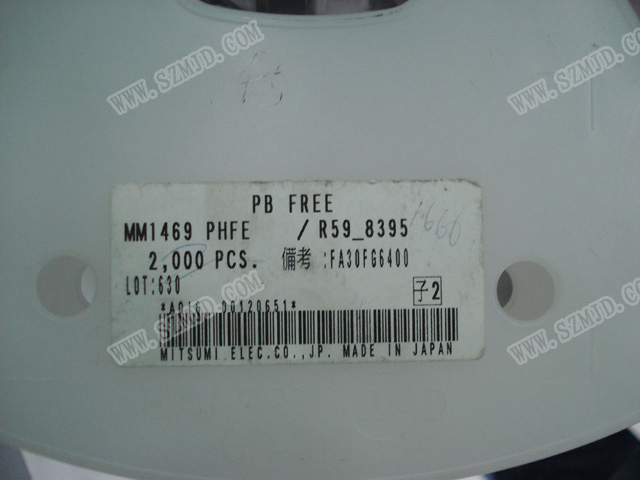 WWW.SZMJD.COM
WWW.SZMJD.COM
PB FREE
MM1469 PHFE / R59_8395
1666
2,000 PCS. 備考 :FA30FG6400
LOT:630
子2
MITSUMI ELEC.CO.,JP. MADE IN JAPAN
WWW.SZMJD.COM
WWW.SZMJD.COM